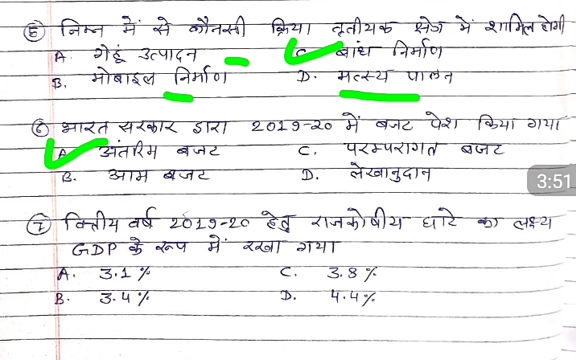 ⑤ निम्न में से कौनसी क्रिया तृतीयक क्षेत्र में शामिल होगी
A गेहूं उत्पादन C बांध निर्माण
B. मोबाइल निर्माण D. मत्स्य पालन
⑥ भारत सरकार द्वारा 2019-20 में बजट पेश किया गया
A. अंतरिम बजट C. परम्परागत बजट
B. आम बजट D. लेखानुदान
3:51
⑦ वित्तीय वर्ष 2019-20 हेतु राजकोषीय घाटे का लक्ष्य
GDP के रूप में रखा गया
A. 3.1% C. 3.8%
B. 3.4% D. 4.4%